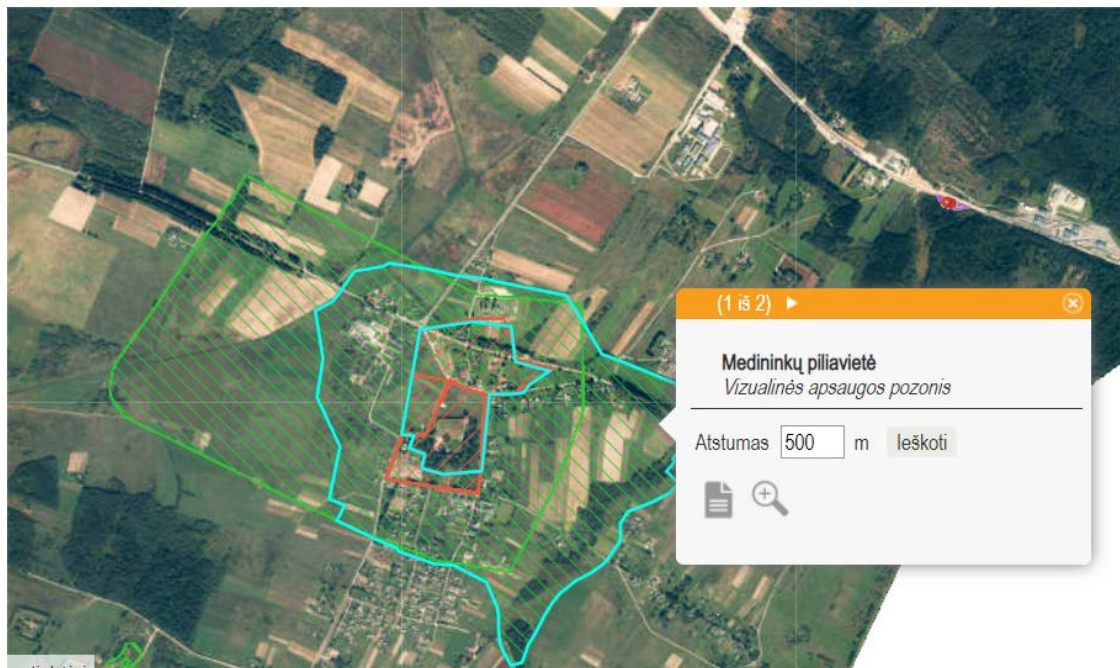 (1 iš 2)
Medininkų piliavietė
Vizualinės apsaugos pozonis
Atstumas 500 m Ieškoti